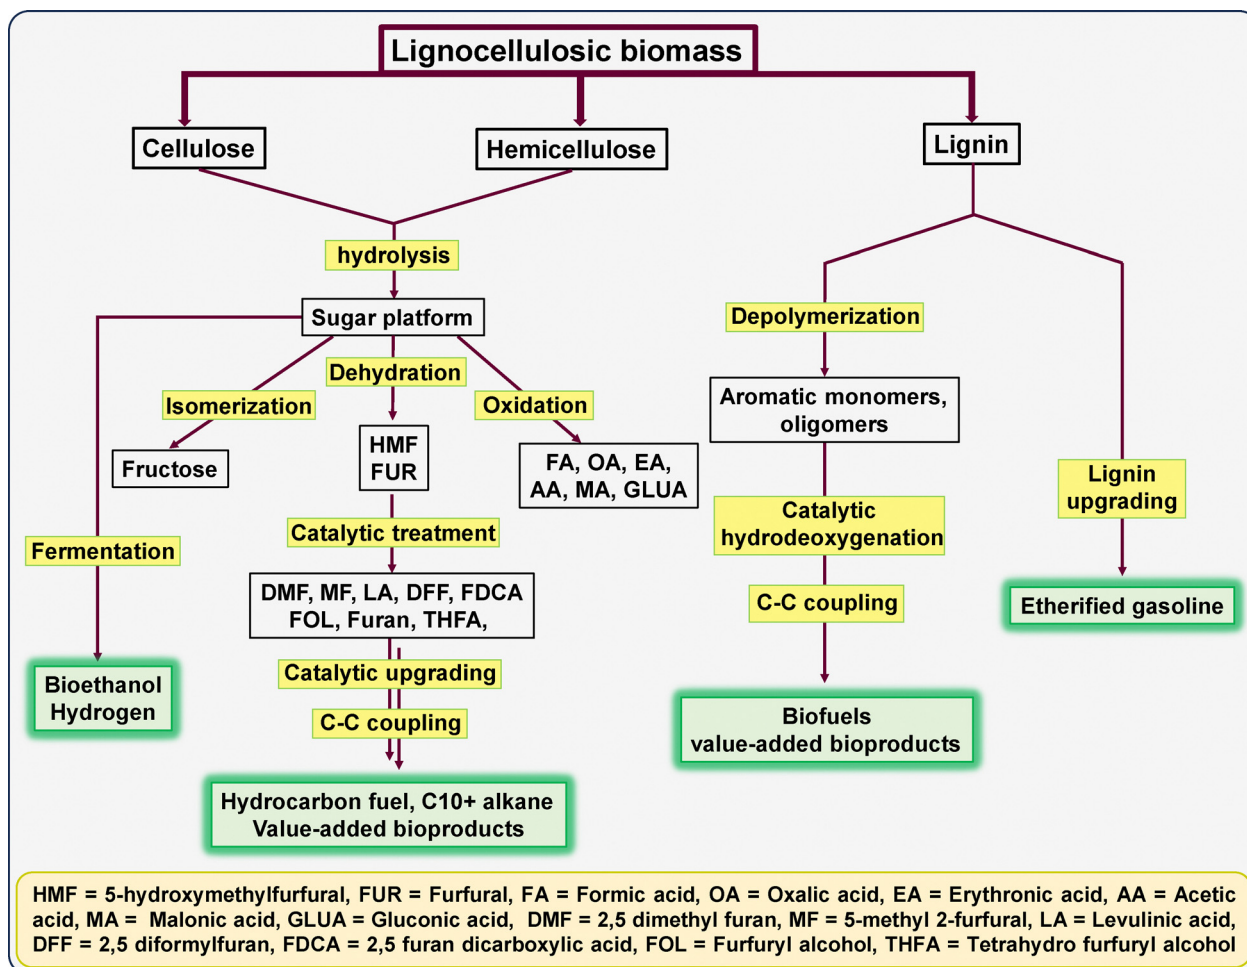 Lignocellulosic biomass
Cellulose
Hemicellulose
Lignin
hydrolysis
Sugar platform
Depolymerization
Dehydration
Isomerization
Oxidation
Aromatic monomers,
oligomers
Fructose
HMF
FUR
FA, OA, EA,
AA, MA, GLUA
Lignin
upgrading
Catalytic
hydrodeoxygenation
Catalytic treatment
Fermentation
DMF, MF, LA, DFF, FDCA
FOL, Furan, THFA,
C-C coupling
Etherified gasoline
Catalytic upgrading
Bioethanol
Hydrogen
C-C coupling
Biofuels
value-added bioproducts
Hydrocarbon fuel, C10+ alkane
Value-added bioproducts
HMF = 5-hydroxymethylfurfural, FUR = Furfural, FA = Formic acid, OA = Oxalic acid, EA = Erythronic acid, AA = Acetic
acid, MA = Malonic acid, GLUA = Gluconic acid, DMF = 2,5 dimethyl furan, MF = 5-methyl 2-furfural, LA = Levulinic acid,
DFF = 2,5 diformylfuran, FDCA = 2,5 furan dicarboxylic acid, FOL = Furfuryl alcohol, THFA = Tetrahydro furfuryl alcohol